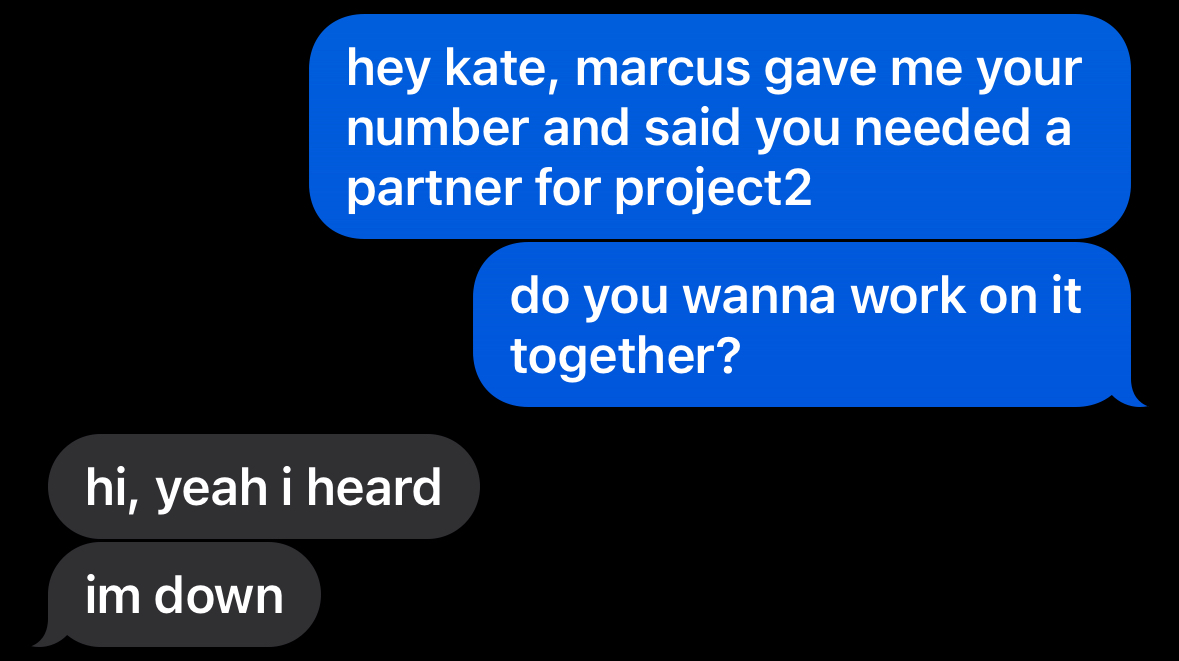 hey kate, marcus gave me your
number and said you needed a
partner for project2
do you wanna work on it
together?
hi, yeah i heard
im down